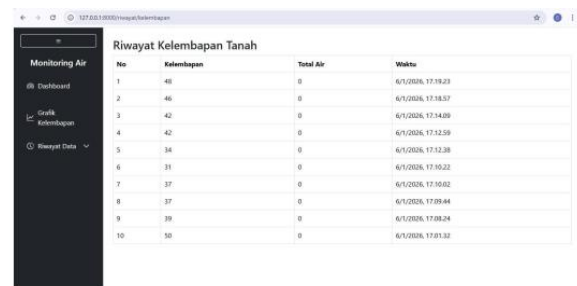 127.0.0.1:8000/riwayat/kelembapan
Monitoring Air
Dashboard
Grafik
Kelembapan
Riwayat Data
Riwayat Kelembapan Tanah
No Kelembapan Total Air Waktu
1 48 0 6/1/2026, 17.19.23
2 46 0 6/1/2026, 17.18.57
3 42 0 6/1/2026, 17.14.09
4 42 0 6/1/2026, 17.12.59
5 34 0 6/1/2026, 17.12.38
6 31 0 6/1/2026, 17.10.22
7 37 0 6/1/2026, 17.10.02
8 37 0 6/1/2026, 17.09.44
9 39 0 6/1/2026, 17.08.24
10 50 0 6/1/2026, 17.01.32